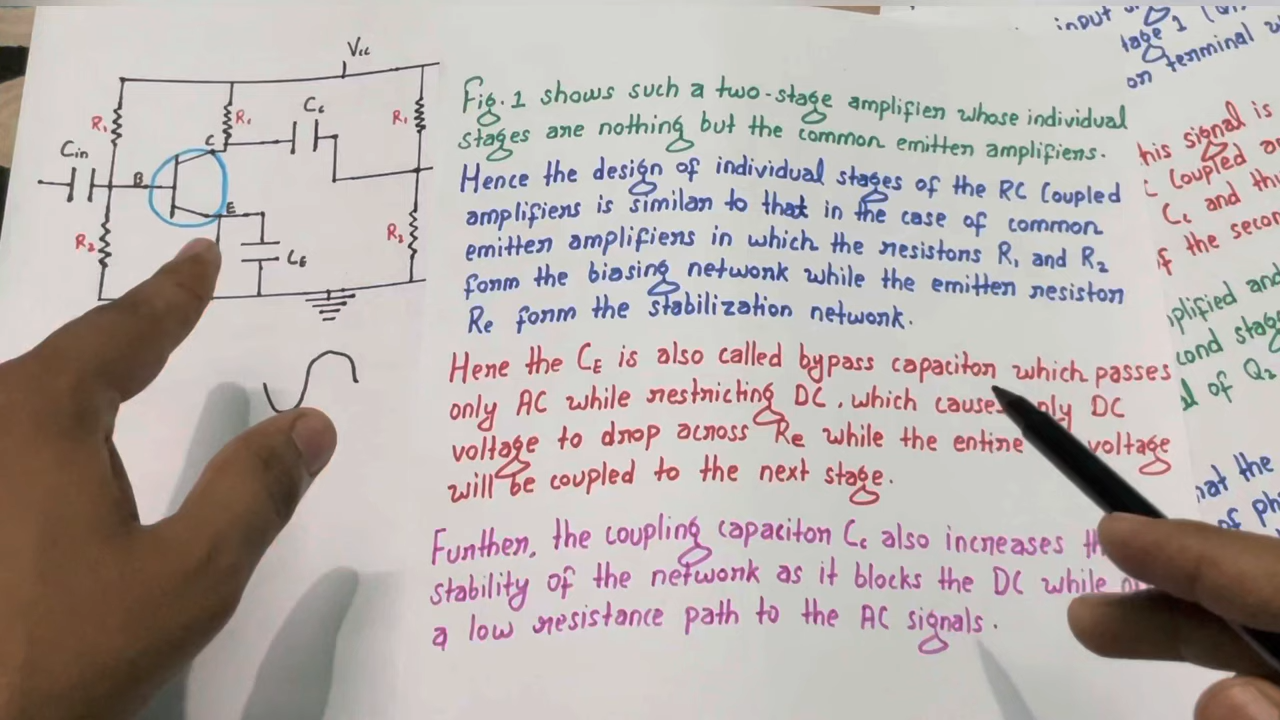 Vcc
R₁
R₁
Cc
R₁
Cin
C
B
E
R₂
CE
R₂
Fig. 1 shows such a two-stage amplifier whose individual
stages are nothing but the common emitter amplifiers.
Hence the design of individual stages of the RC Coupled
amplifiers is similar to that in the case of common
emitter amplifiers in which the resistors R₁ and R₂
form the biasing network while the emitter resistor
Re form the stabilization network.
Here the CE is also called bypass capacitor which passes
only AC while restricting DC, which causes only DC
voltage to drop across Re while the entire voltage
will be coupled to the next stage.
Further, the coupling capacitor Cc also increases
stability of the network as it blocks the DC while
a low resistance path to the AC signals.
input
tage 1
on terminal
his signal is
Coupled
Cc and
f the secon
plified and
cond stag
of Q₂
hat the
of ph